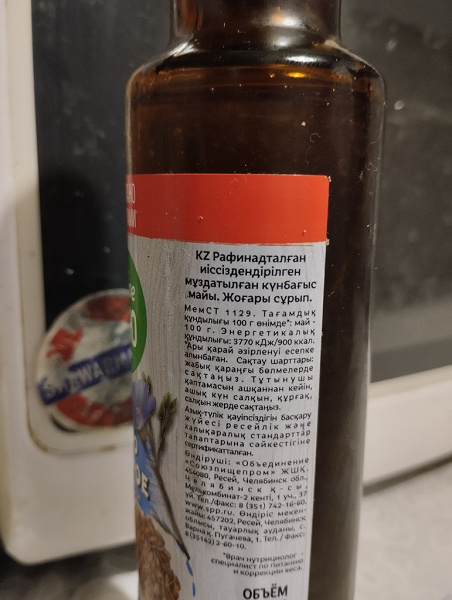 KZ Рафинадталған
иіссіздендірілген
мұздатылған күнбағыс
майы. Жоғары сұрып.
МемСТ 1129. Тағамдық
құндылығы 100 г өнімде*: май -
100 г. Энергетикалық
құндылығы: 3770 кДж/900 ккал.
*Ары қарай әзірленуі есепке
алынбаған. Сақтау шарттары:
жабық қараңғы бөлмелерде
сақтаңыз. Тұтынушы
қаптамасын ашқаннан кейін,
ашық күн салқын, құрғақ,
салқын жерде сақтаңыз.
Азық-түлік қауіпсіздігін басқару
жүйесі ресейлік және
халықаралық стандарттар
талаптарына сәйкестігіне
сертификатталған.
Өндіруші: «Объединение
«Союзпищепром» ЖШҚ,
454080, Ресей, Челябинск обл.,
Челябинск қ-сы,
Мелькомбинат-2 кенті, 1 уч., 37
үй. Тел./Факс: 8 (351) 742-16-60,
www.spp.ru. Өндіріс мекен-
жайы: 457202, Ресей, Челябинск
облысы, тауарлық ауданы, с.
Варна, Пугачева, 1. Тел. / Факс:
8(35142) 2-60-10.
*Врач нутрициолог -
специалист по питанию
и коррекции веса.
ОБЪЁМ